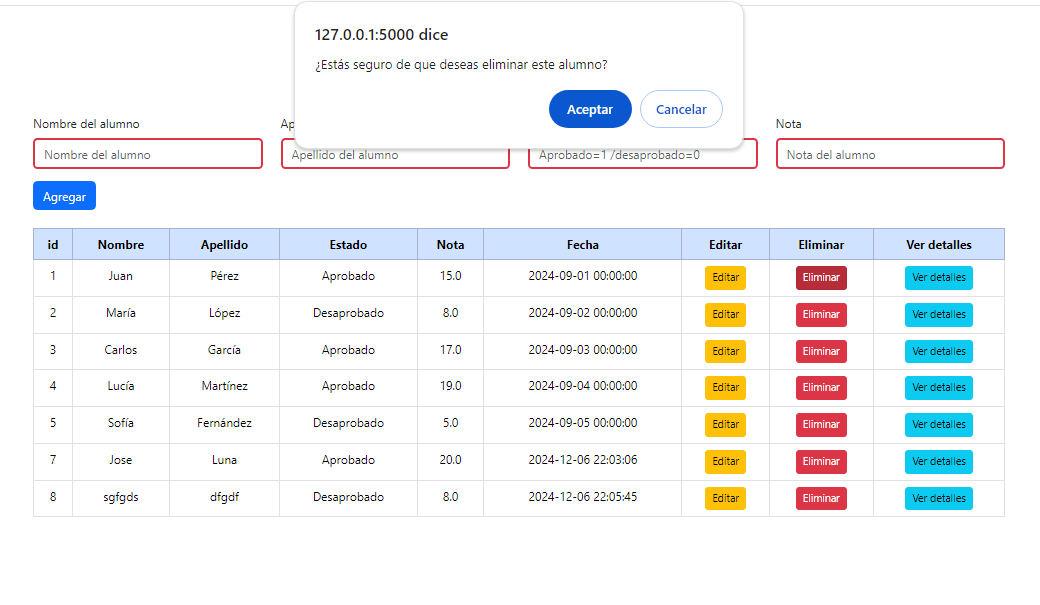 127.0.0.1:5000 dice
¿Estás seguro de que deseas eliminar este alumno?
Aceptar Cancelar
Nombre del alumno Ap Nota
Nombre del alumno Apellido del alumno Aprobado=1 /desaprobado=0 Nota del alumno
Agregar
id Nombre Apellido Estado Nota Fecha Editar Eliminar Ver detalles
1 Juan Pérez Aprobado 15.0 2024-09-01 00:00:00 Editar Eliminar Ver detalles
2 María López Desaprobado 8.0 2024-09-02 00:00:00 Editar Eliminar Ver detalles
3 Carlos García Aprobado 17.0 2024-09-03 00:00:00 Editar Eliminar Ver detalles
4 Lucía Martínez Aprobado 19.0 2024-09-04 00:00:00 Editar Eliminar Ver detalles
5 Sofía Fernández Desaprobado 5.0 2024-09-05 00:00:00 Editar Eliminar Ver detalles
7 Jose Luna Aprobado 20.0 2024-12-06 22:03:06 Editar Eliminar Ver detalles
8 sgfgds dfgdf Desaprobado 8.0 2024-12-06 22:05:45 Editar Eliminar Ver detalles